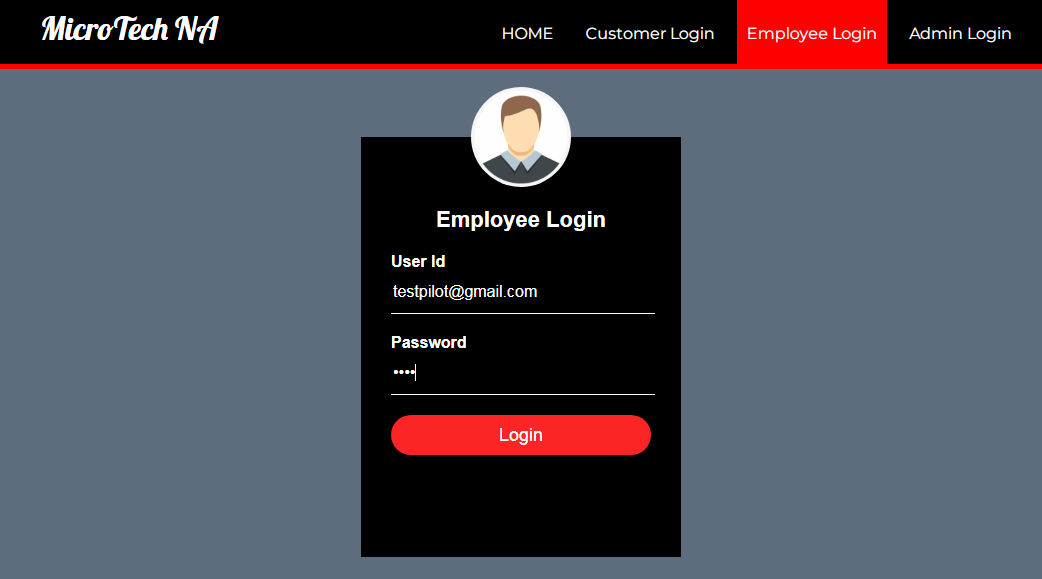 MicroTech NA
HOME Customer Login Employee Login Admin Login
Employee Login
User Id
testpilot@gmail.com
Password
••••
Login